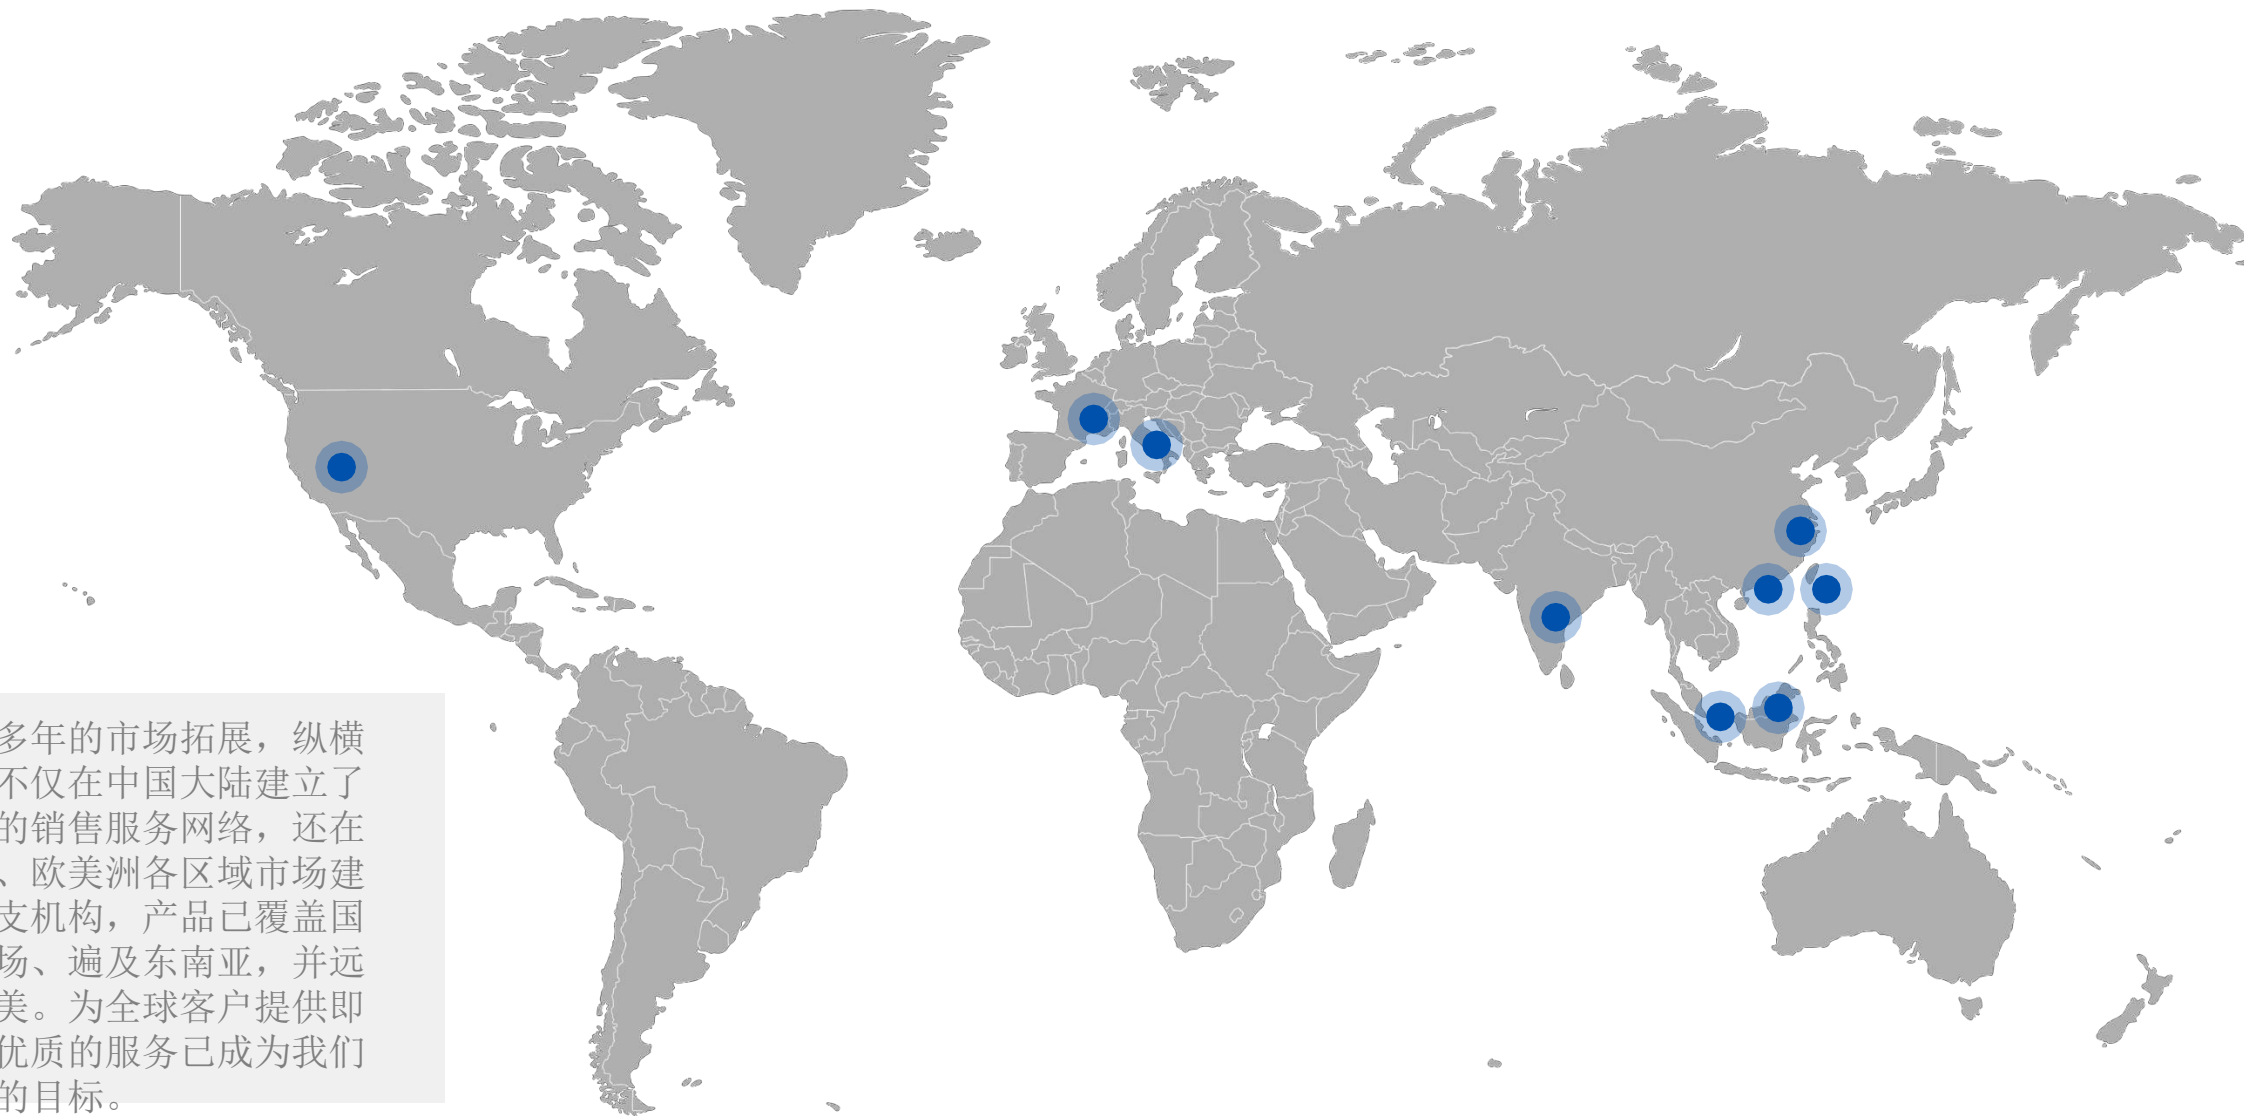 多年的市场拓展，纵横
不仅在中国大陆建立了
的销售服务网络，还在
、欧美洲各区域市场建
支机构，产品已覆盖国
场、遍及东南亚，并远
美。为全球客户提供即
优质的服务已成为我们
的目标。